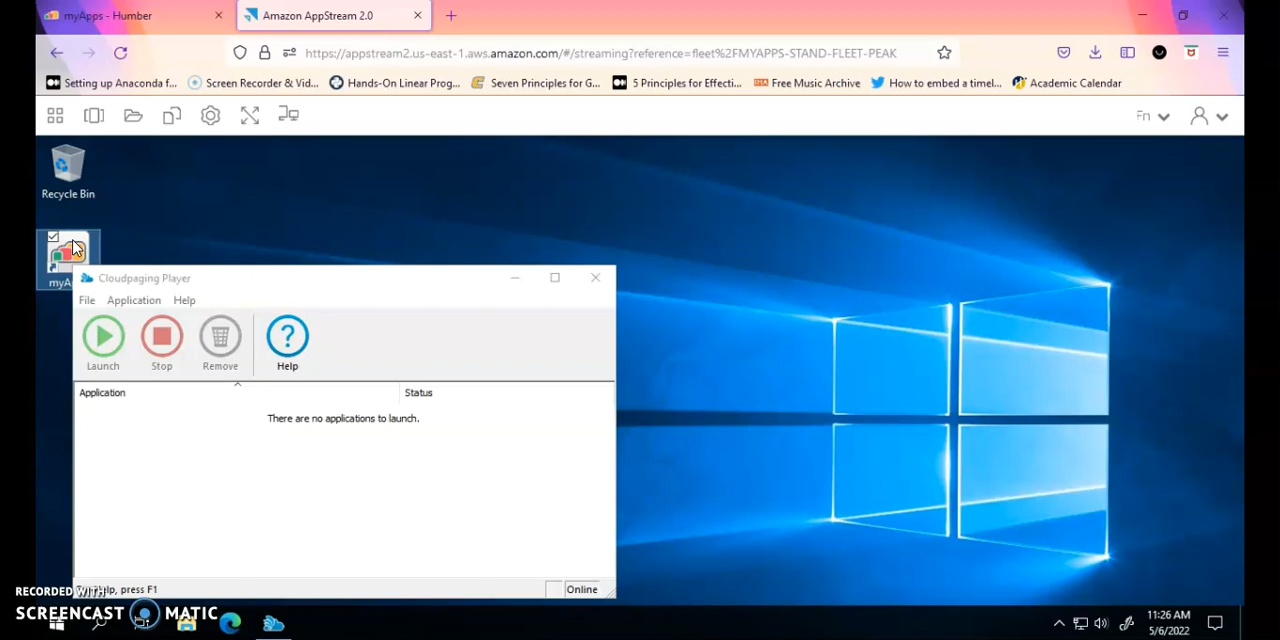 myApps - Humber
Amazon AppStream 2.0
https://appstream2.us-east-1.aws.amazon.com/#/streaming?reference=fleet%2FMYAPPS-STAND-FLEET-PEAK
Setting up Anaconda f...
Screen Recorder & Vid...
Hands-On Linear Prog...
Seven Principles for G...
5 Principles for Effecti...
SMA Free Music Archive
How to embed a timel...
Academic Calendar
Fn
Recycle Bin
Cloudpaging Player
File
Application
Help
Launch
Stop
Remove
?
Help
Application
Status
There are no applications to launch.
press F1
Online
RECORDED WITH
SCREENCAST
MATIC
11:26 AM
5/6/2022